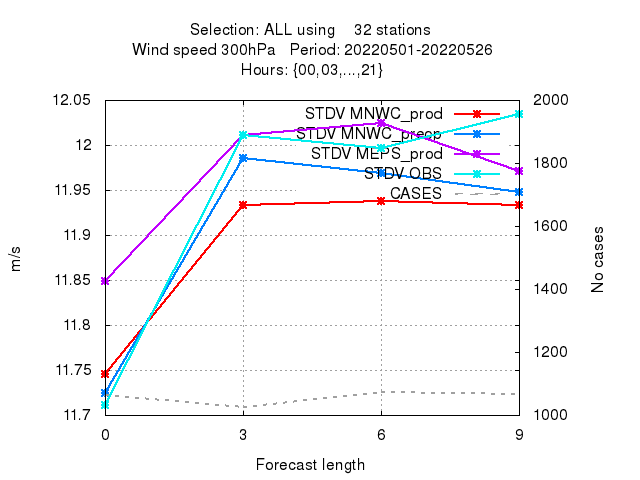 Selection: ALL using    32 stations
Wind speed 300hPa   Period: 20220501-20220526
Hours: {00,03,...,21}
12.05
12
11.95
11.9
11.85
11.8
11.75
11.7
m/s
2000
1800
1600
1400
1200
1000
No cases
STDV MNWC_prod
STDV MNWC_preop
STDV MEPS_prod
STDV OBS
CASES
0
3
6
9
Forecast length